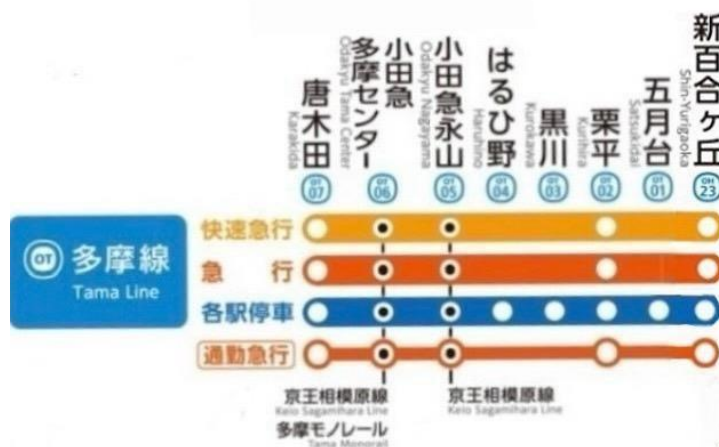 唐木田
Karakida
OT
07
小田急
多摩センター
Odakyu Tama Center
OT
06
小田急永山
Odakyu Nagayama
OT
05
はるひ野
Haruhino
OT
04
黒川
Kurokawa
OT
03
栗平
Kurihira
OT
02
五月台
Satsukidai
OT
01
新百合ヶ丘
Shin-Yurigaoka
OH
23
OT 多摩線
Tama Line
快速急行
急 行
各駅停車
通勤急行
京王相模原線
Keio Sagamihara Line
多摩モノレール
Tama Monorail
京王相模原線
Keio Sagamihara Line